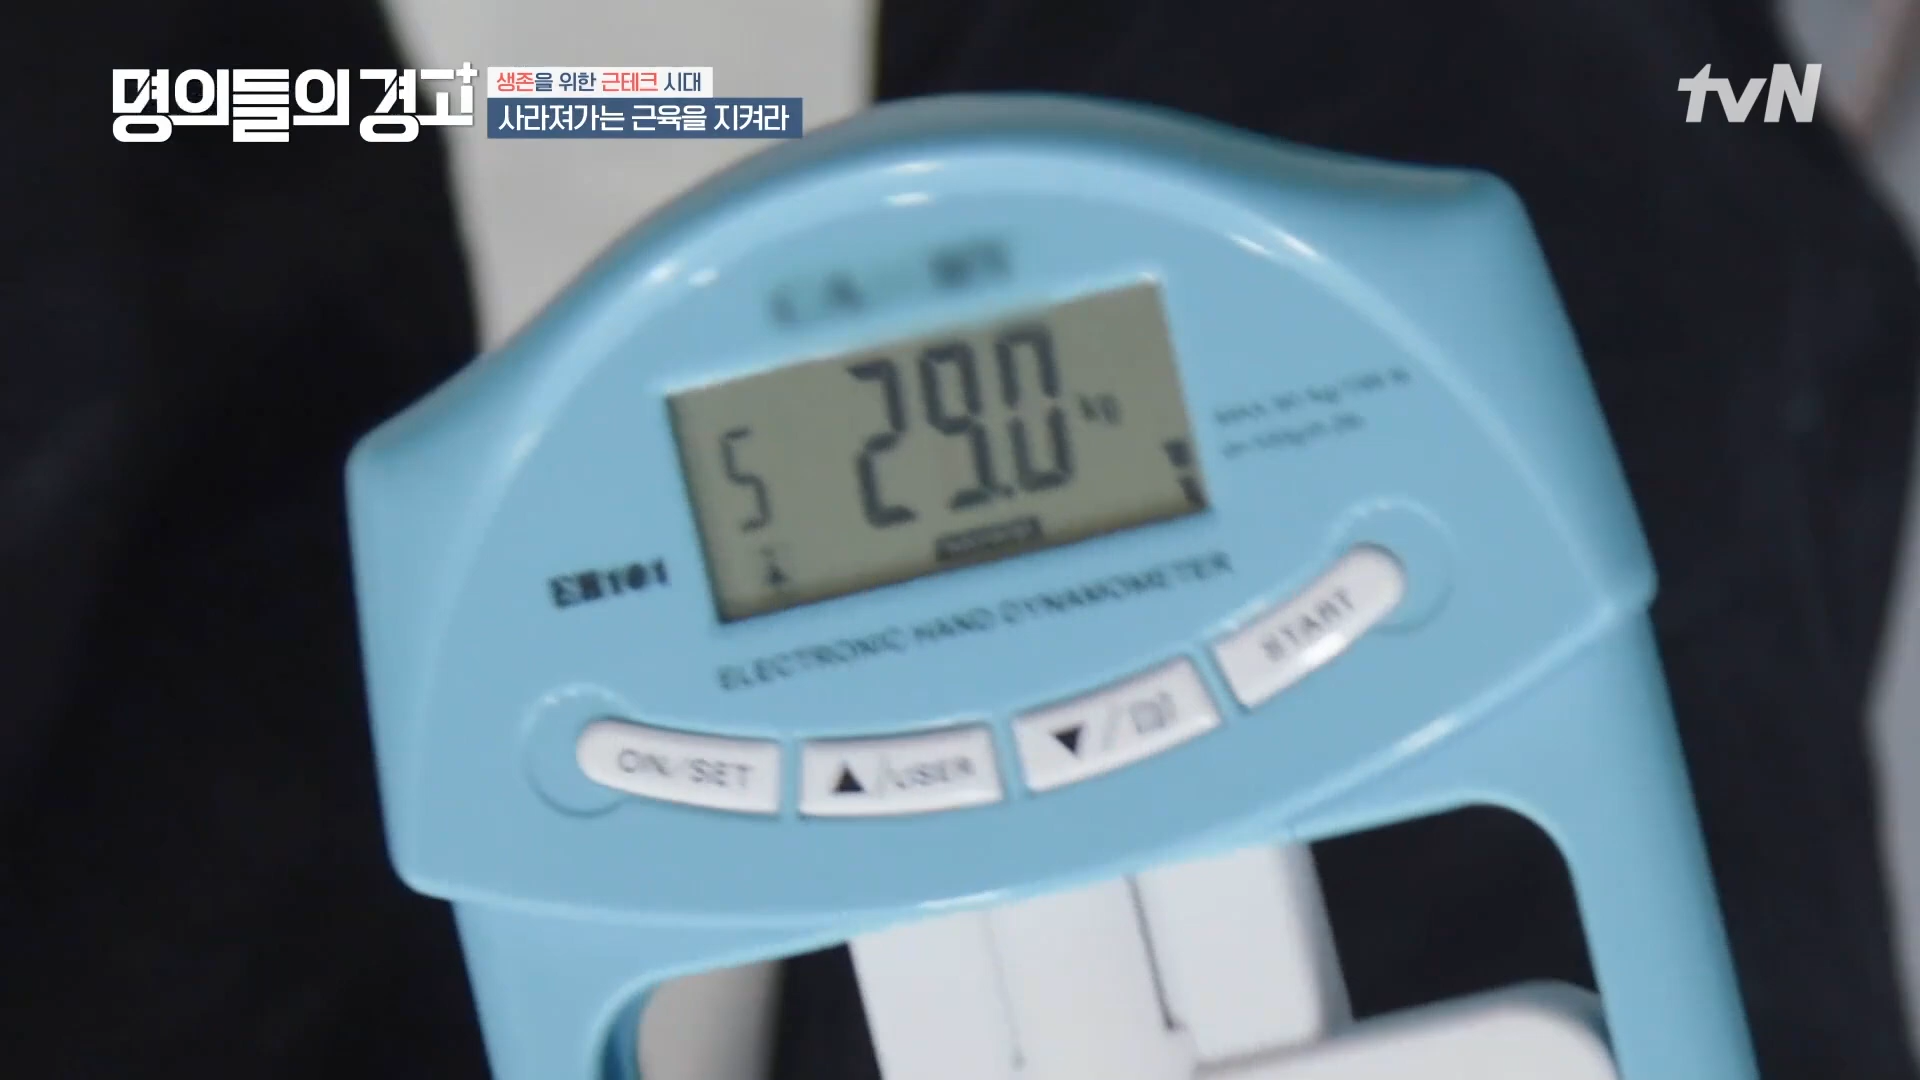 명의들의 경고+
생존을 위한 근테크 시대
사라져가는 근육을 지켜라
tvN
5 29.0 kg
EH101
ELECTRONIC HAND DYNAMOMETER
ON/SET
▲/USER
▼/
START